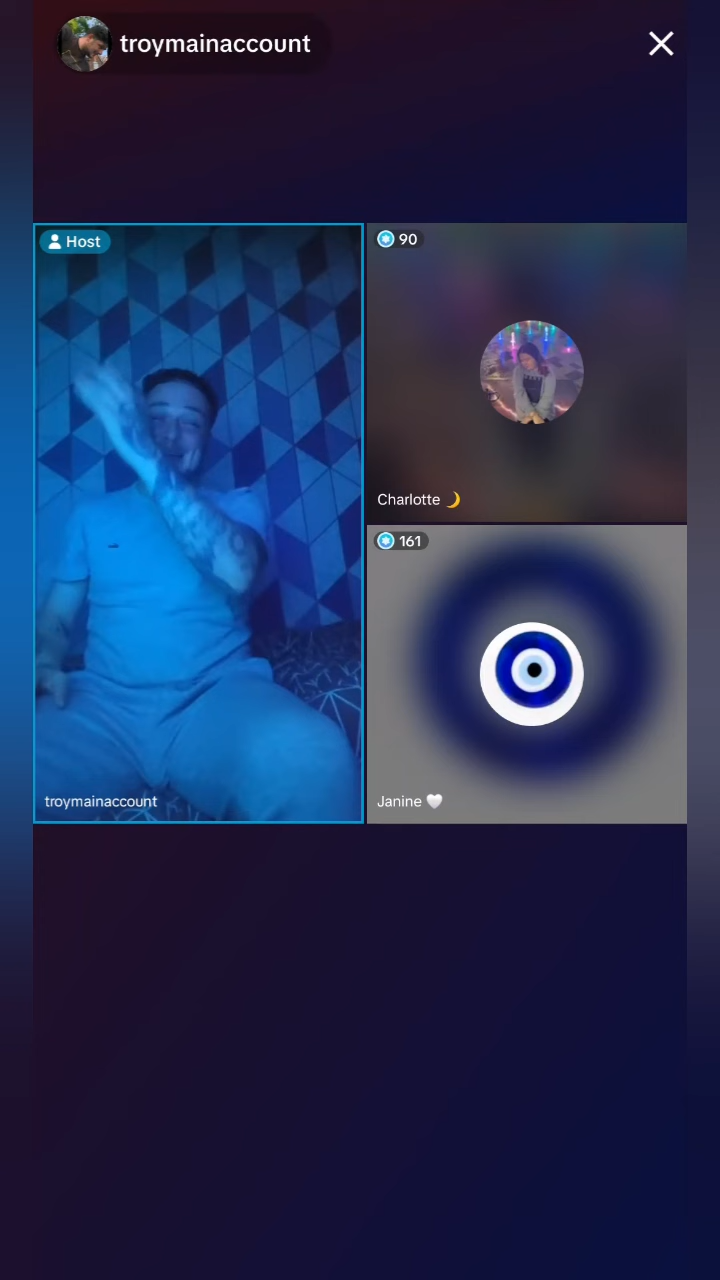 troymainaccount
Host
troymainaccount
90
Charlotte 🌙
161
Janine 🤍